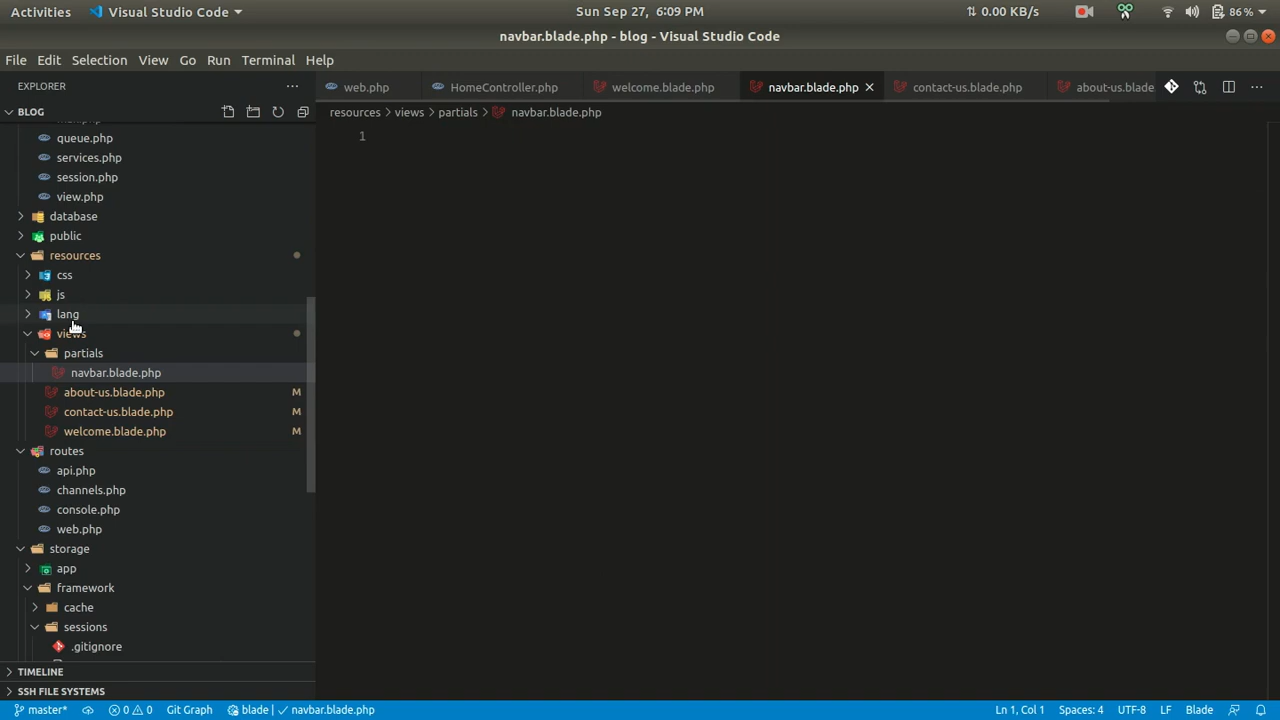 Activities
Visual Studio Code
Sun Sep 27, 6:09 PM
0.00 KB/s
86 %
navbar.blade.php - blog - Visual Studio Code
File Edit Selection View Go Run Terminal Help
EXPLORER
web.php
HomeController.php
welcome.blade.php
navbar.blade.php
contact-us.blade.php
about-us.blade
BLOG
resources > views > partials > navbar.blade.php
1
queue.php
services.php
session.php
view.php
database
public
resources
css
js
lang
views
partials
navbar.blade.php
about-us.blade.php M
contact-us.blade.php M
welcome.blade.php M
routes
api.php
channels.php
console.php
web.php
storage
app
framework
cache
sessions
.gitignore
TIMELINE
SSH FILE SYSTEMS
master* 0 0 Git Graph blade | navbar.blade.php Ln 1, Col 1 Spaces: 4 UTF-8 LF Blade